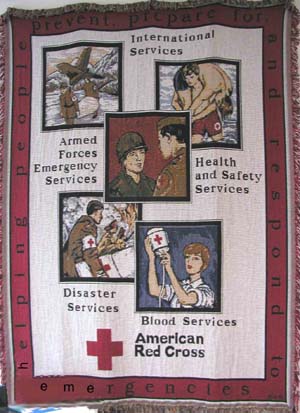 helping people
prevent, prepare for,
and respond to
emergencies
International
Services
Armed
Forces
Emergency
Services
Health
and Safety
Services
Disaster
Services
Blood Services
American
Red Cross